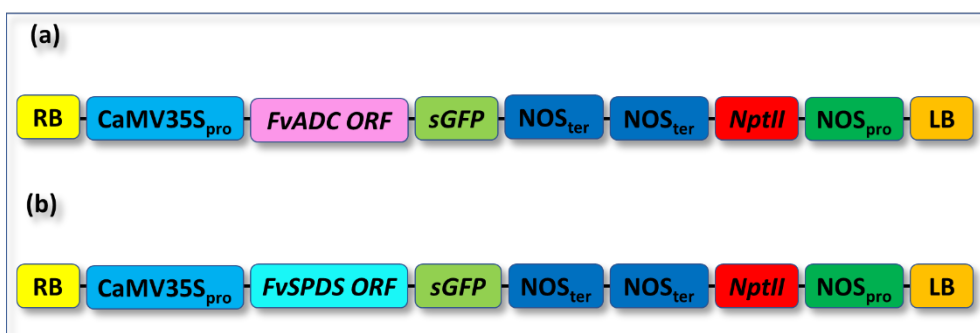 (a)
RB CaMV35Spro FvADC ORF sGFP NOSter NOSter NptII NOSpro LB
(b)
RB CaMV35Spro FvSPDS ORF sGFP NOSter NOSter NptII NOSpro LB